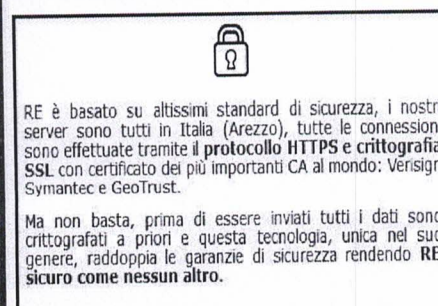 RE è basato su altissimi standard di sicurezza, i nostr
server sono tutti in Italia (Arezzo), tutte le connession
sono effettuate tramite il protocollo HTTPS e crittografia
SSL con certificato dei più importanti CA al mondo: Verisign
Symantec e GeoTrust.
Ma non basta, prima di essere inviati tutti i dati sono
crittografati a priori e questa tecnologia, unica nel suo
genere, raddoppia le garanzie di sicurezza rendendo RE
sicuro come nessun altro.